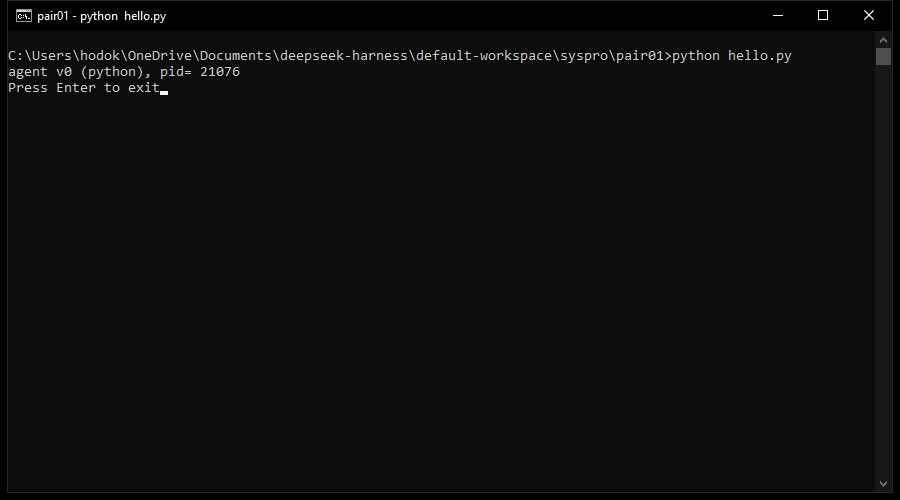 pair01 - python  hello.py
C:\Users\hodok\OneDrive\Documents\deepseek-harness\default-workspace\syspro\pair01>python hello.py
agent v0 (python), pid= 21076
Press Enter to exit